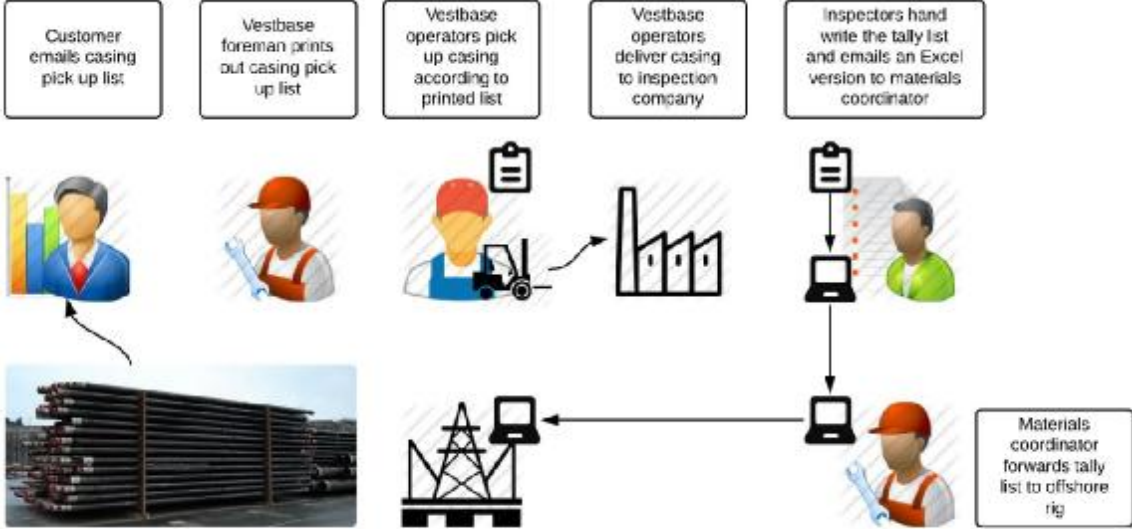 Customer
emails casing
pick up list
Vestbase
foreman prints
out casing pick
up list
Vestbase
operators pick
up casing
according to
printed list
Vestbase
operators
deliver casing
to inspection
company
Inspectors hand
write the tally list
and emails an Excel
version to materials
coordinator
Materials
coordinator
forwards tally
list to offshore
rig